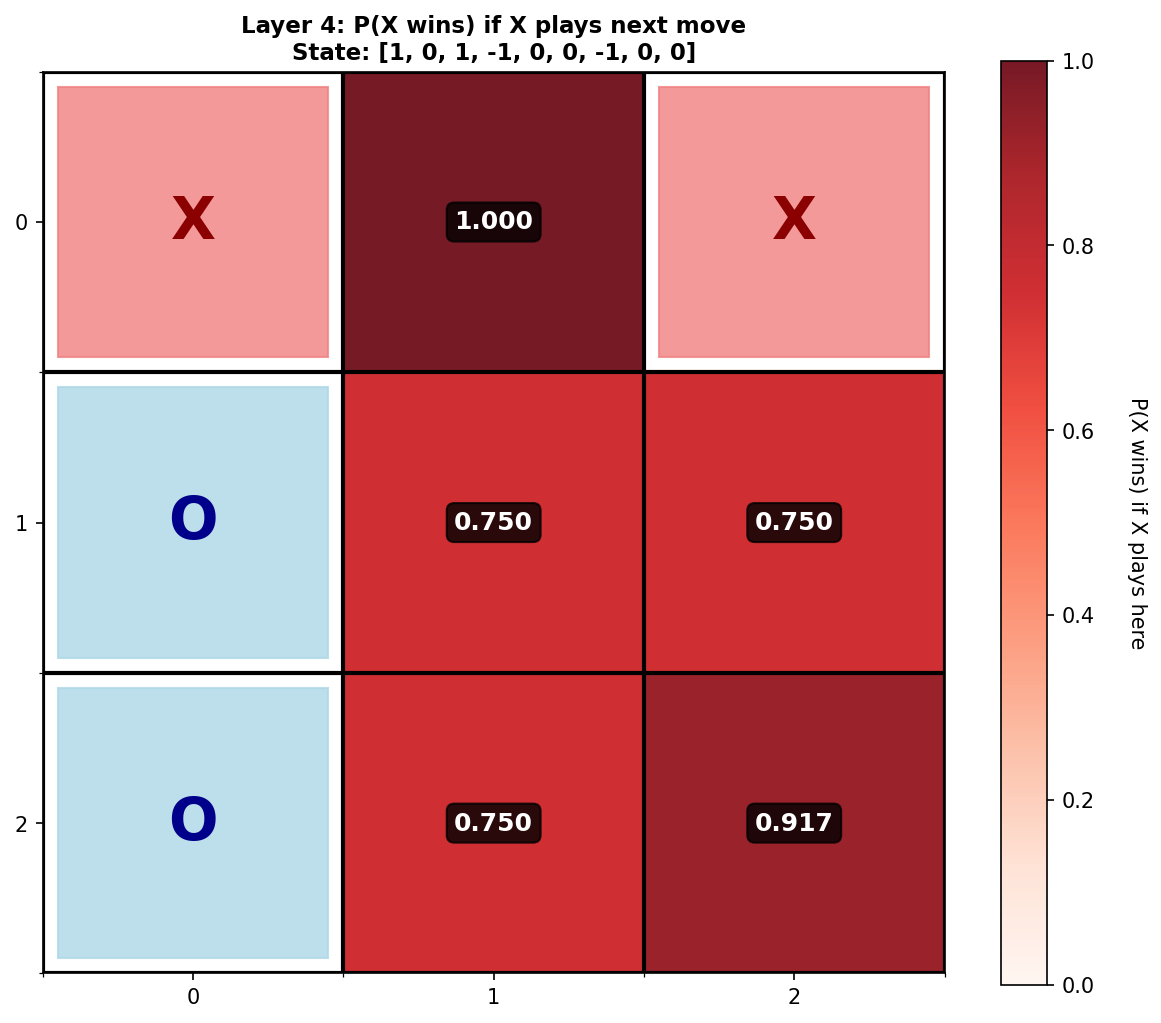 Layer 4: P(X wins) if X plays next move
State: [1, 0, 1, -1, 0, 0, -1, 0, 0]
X
1.000
X
O
0.750
0.750
O
0.750
0.917
0
1
2
0
1
2
1.0
0.8
0.6
0.4
0.2
0.0
P(X wins) if X plays here